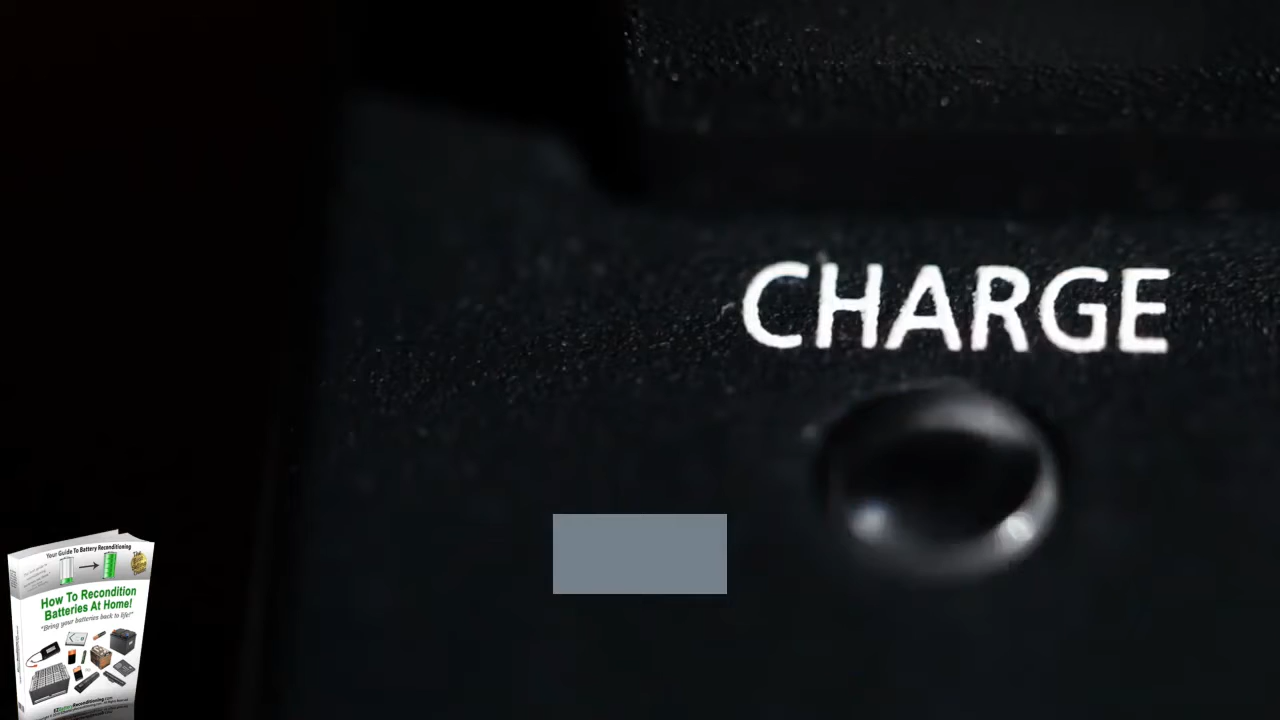 CHARGE
Your Guide To Battery Reconditioning
How To Recondition
Batteries At Home!
"Bring your batteries back to life!"